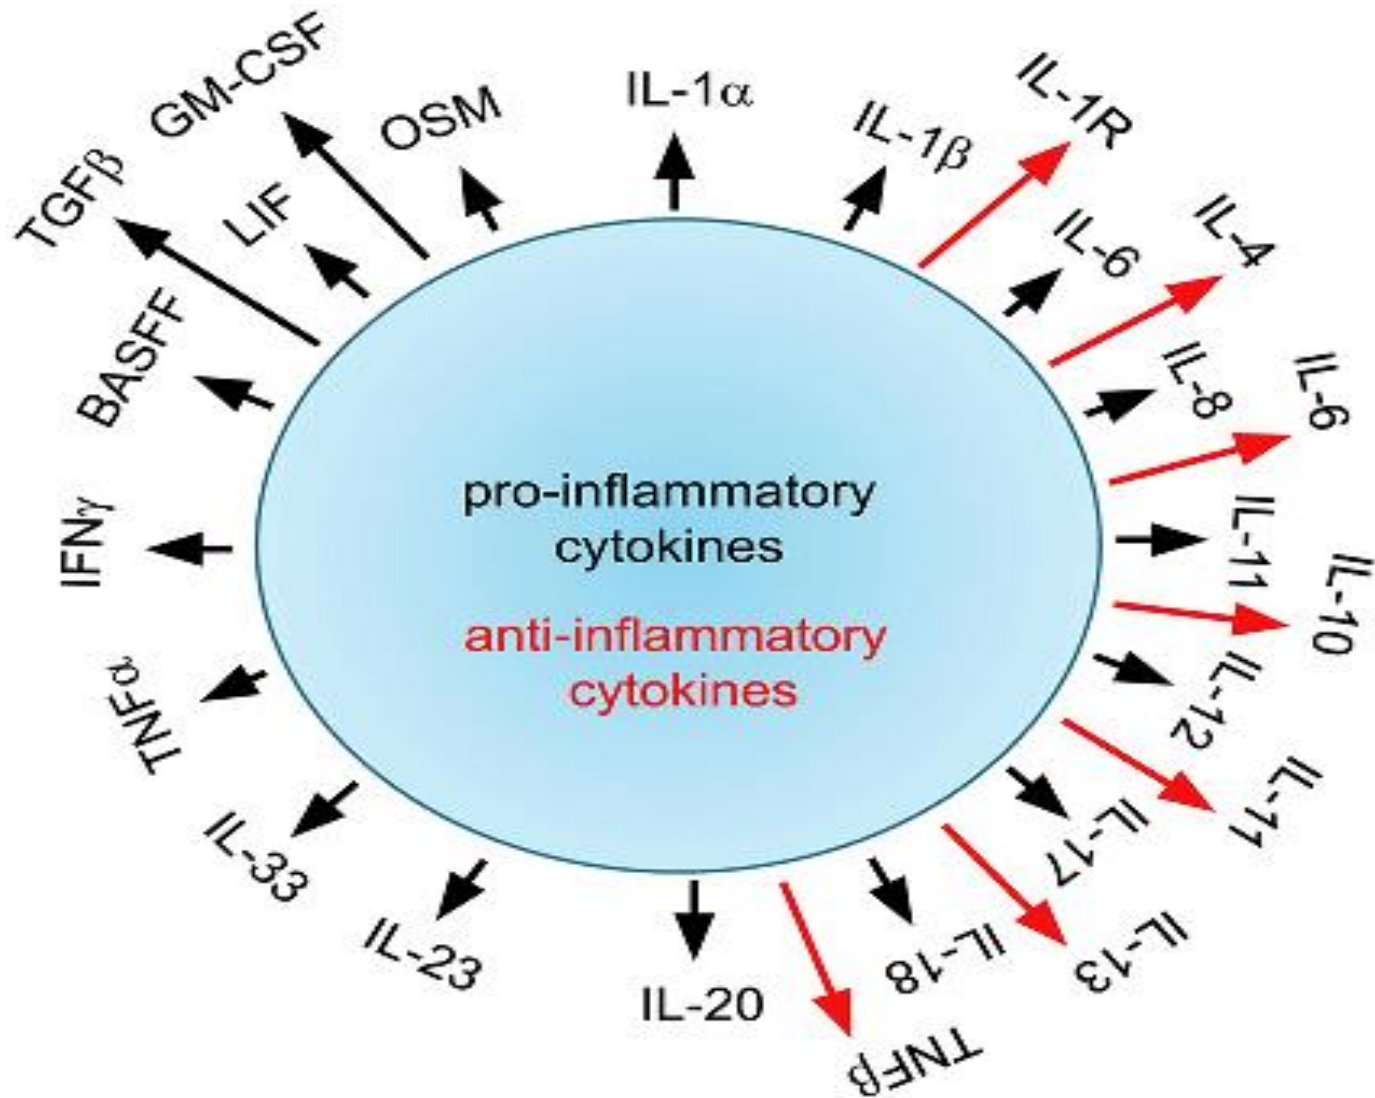 IL-1α
IL-1β
IL-1R
IL-6
IL-4
IL-8
IL-6
IL-11
IL-10
IL-12
IL-11
IL-17
IL-13
IL-18
TNFβ
IL-20
IL-23
IL-33
TNFα
IFNγ
BASFF
TGFβ
LIF
GM-CSF
OSM
pro-inflammatory
cytokines
anti-inflammatory
cytokines